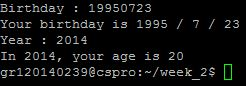 Birthday : 19950723
Your birthday is 1995 / 7 / 23
Year : 2014
In 2014, your age is 20
gr120140239@cspro:~/week_2$